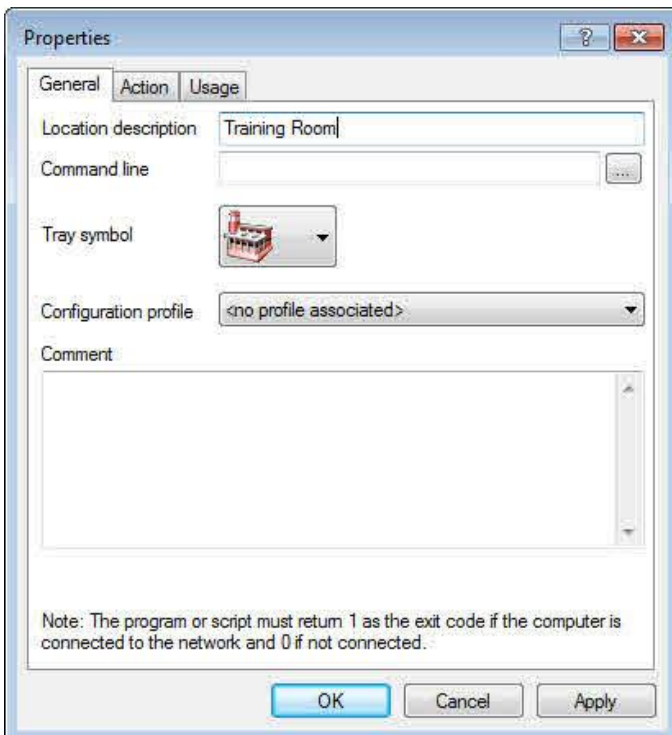 Properties
General Action Usage
Location description Training Room
Command line ...
Tray symbol
Configuration profile <no profile associated>
Comment
Note: The program or script must return 1 as the exit code if the computer is
connected to the network and 0 if not connected.
OK Cancel Apply